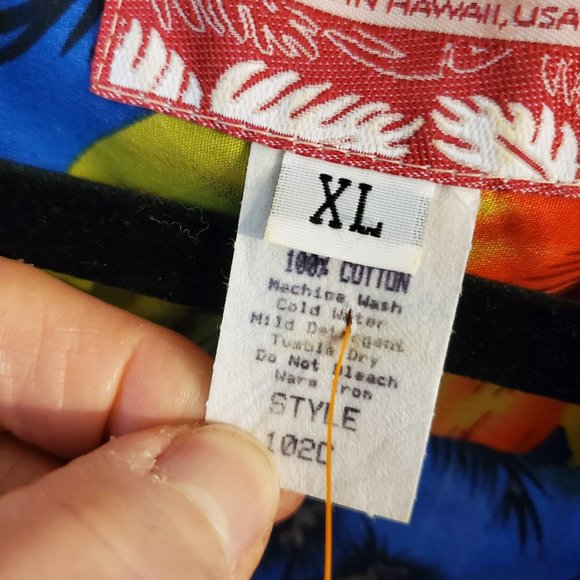 IN HAWAII, USA
XL
100% COTTON
Machine Wash
Cold Water
Mild Detergent
Tumble Dry
Do Not Bleach
Warm Iron
STYLE
102C